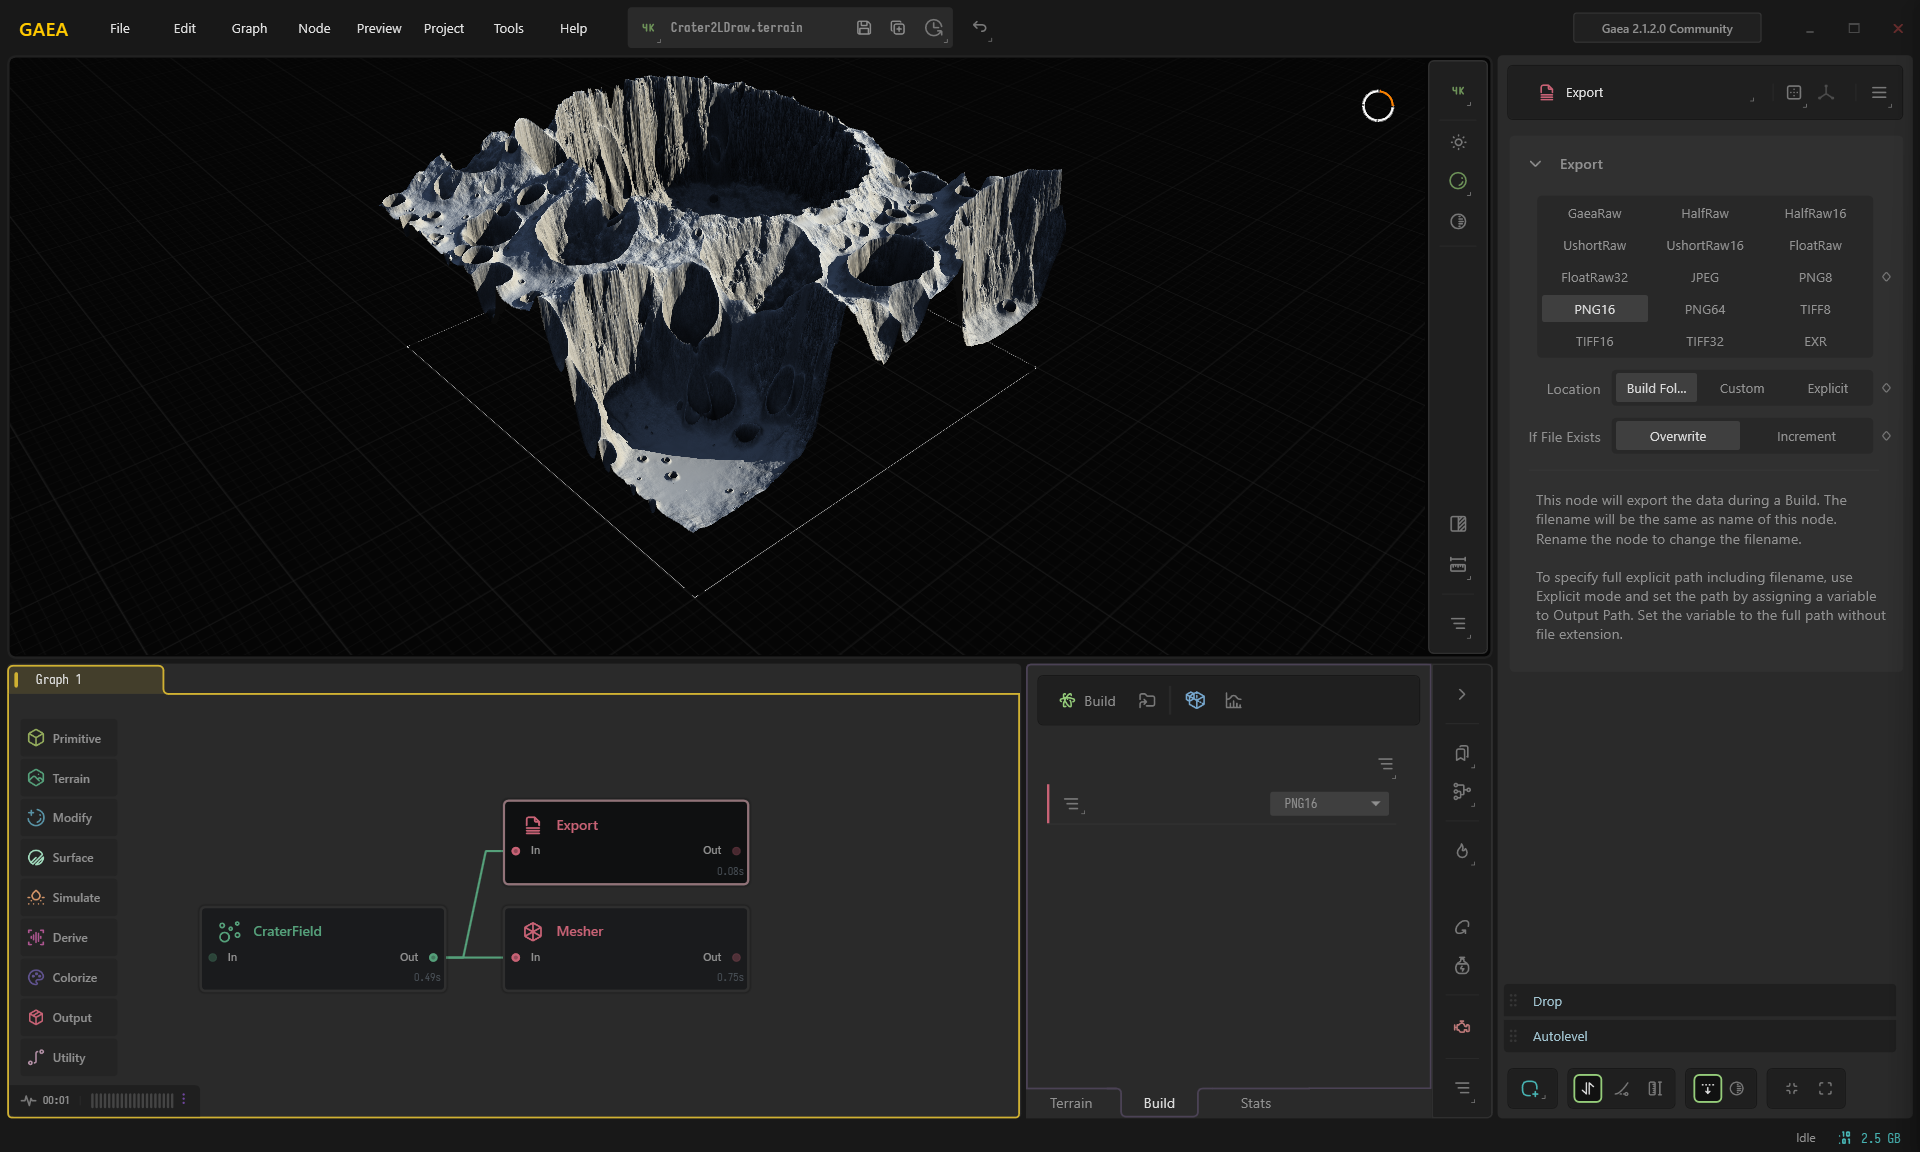 GAEA File Edit Graph Node Preview Project Tools Help 4K Crater2LDraw.terrain Gaea 2.1.2.0 Community
4K
Export
Export
GaeaRaw HalfRaw HalfRaw16
UshortRaw UshortRaw16 FloatRaw
FloatRaw32 JPEG PNG8
PNG16 PNG64 TIFF8
TIFF16 TIFF32 EXR
Location Build Fol... Custom Explicit
If File Exists Overwrite Increment
This node will export the data during a Build. The
filename will be the same as name of this node.
Rename the node to change the filename.
To specify full explicit path including filename, use
Explicit mode and set the path by assigning a variable
to Output Path. Set the variable to the full path without
file extension.
Graph 1
Primitive
Terrain
Modify
Surface
Simulate
Derive
Colorize
Output
Utility
Export
In Out
0.08s
CraterField
In Out
0.49s
Mesher
In Out
0.75s
00:01
Build
PNG16
Terrain Build Stats
Drop
Autolevel
Idle 2.5 GB